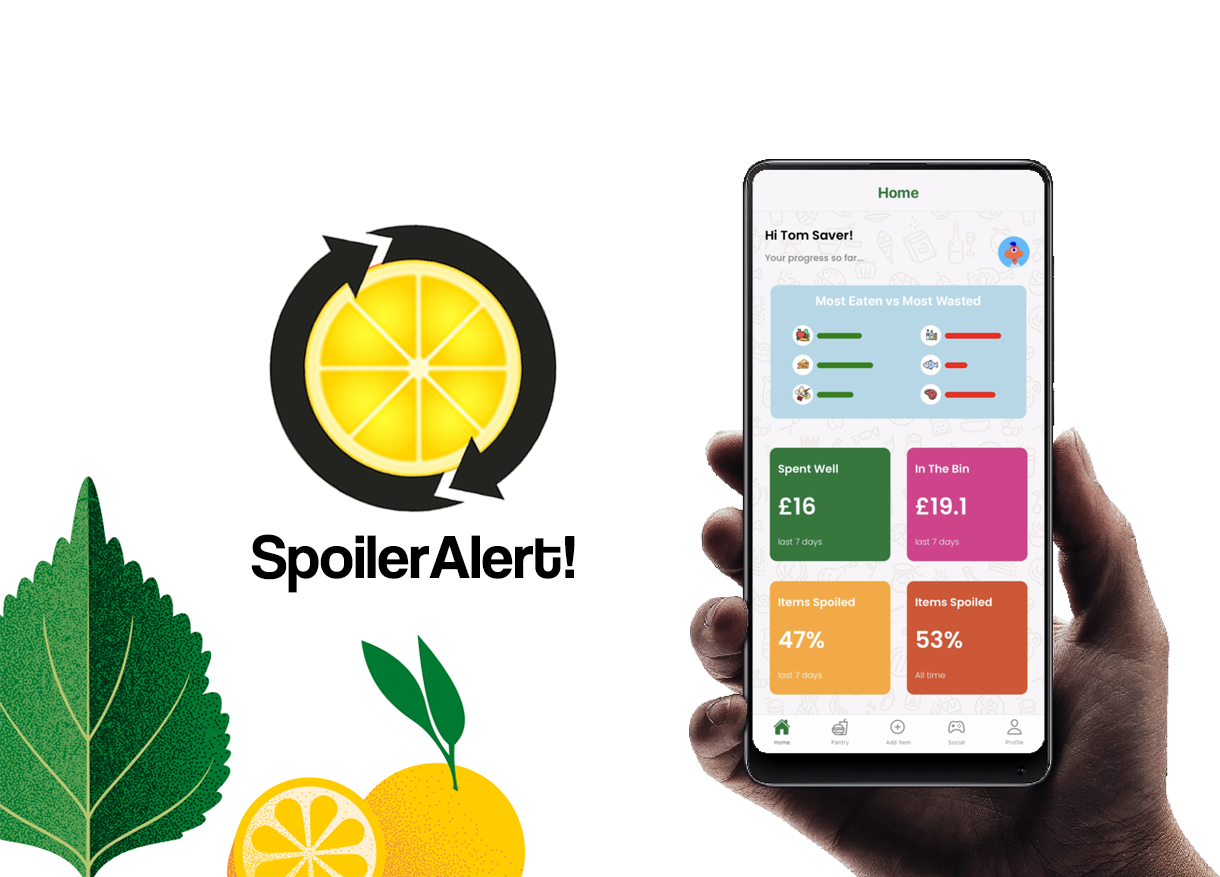 SpoilerAlert!
Home
Hi Tom Saver!
Your progress so far...
Most Eaten vs Most Wasted
Spent Well
£16
last 7 days
In The Bin
£19.1
last 7 days
Items Spoiled
47%
last 7 days
Items Spoiled
53%
All time
Home
Pantry
Add Item
Social
Profile